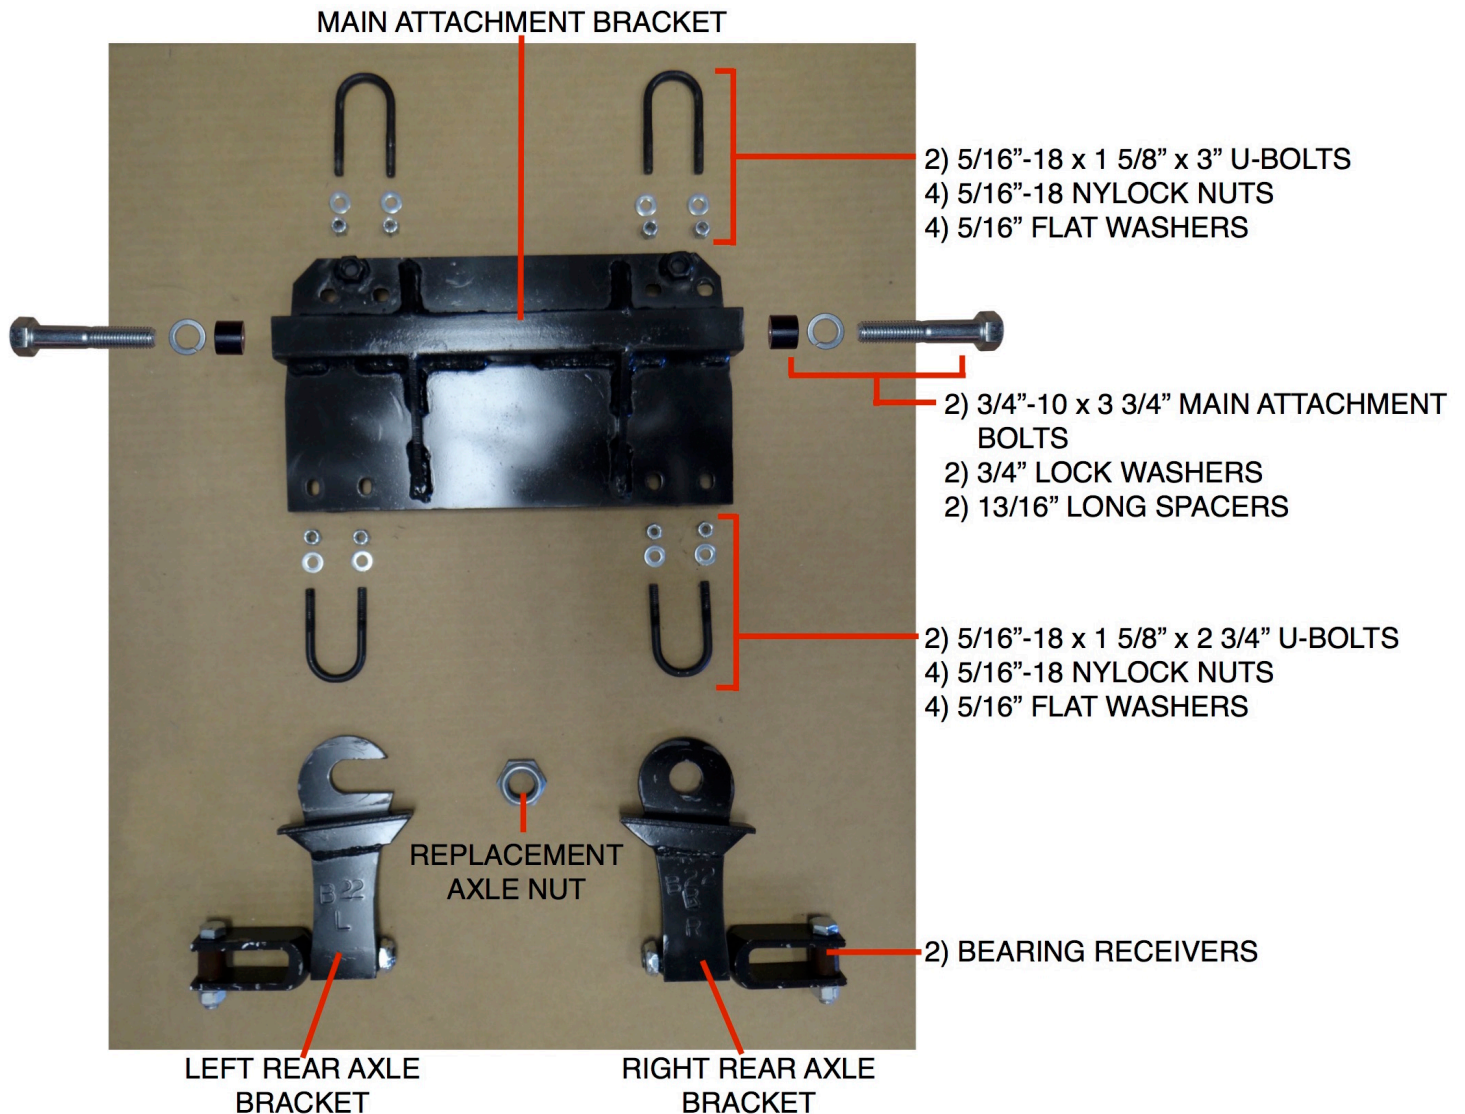 MAIN ATTACHMENT BRACKET
2) 5/16”-18 x 1 5/8” x 3” U-BOLTS
4) 5/16”-18 NYLOCK NUTS
4) 5/16” FLAT WASHERS
2) 3/4”-10 x 3 3/4” MAIN ATTACHMENT
BOLTS
2) 3/4” LOCK WASHERS
2) 13/16” LONG SPACERS
2) 5/16”-18 x 1 5/8” x 2 3/4” U-BOLTS
4) 5/16”-18 NYLOCK NUTS
4) 5/16” FLAT WASHERS
REPLACEMENT
AXLE NUT
B22
L
R
2) BEARING RECEIVERS
LEFT REAR AXLE
BRACKET
RIGHT REAR AXLE
BRACKET